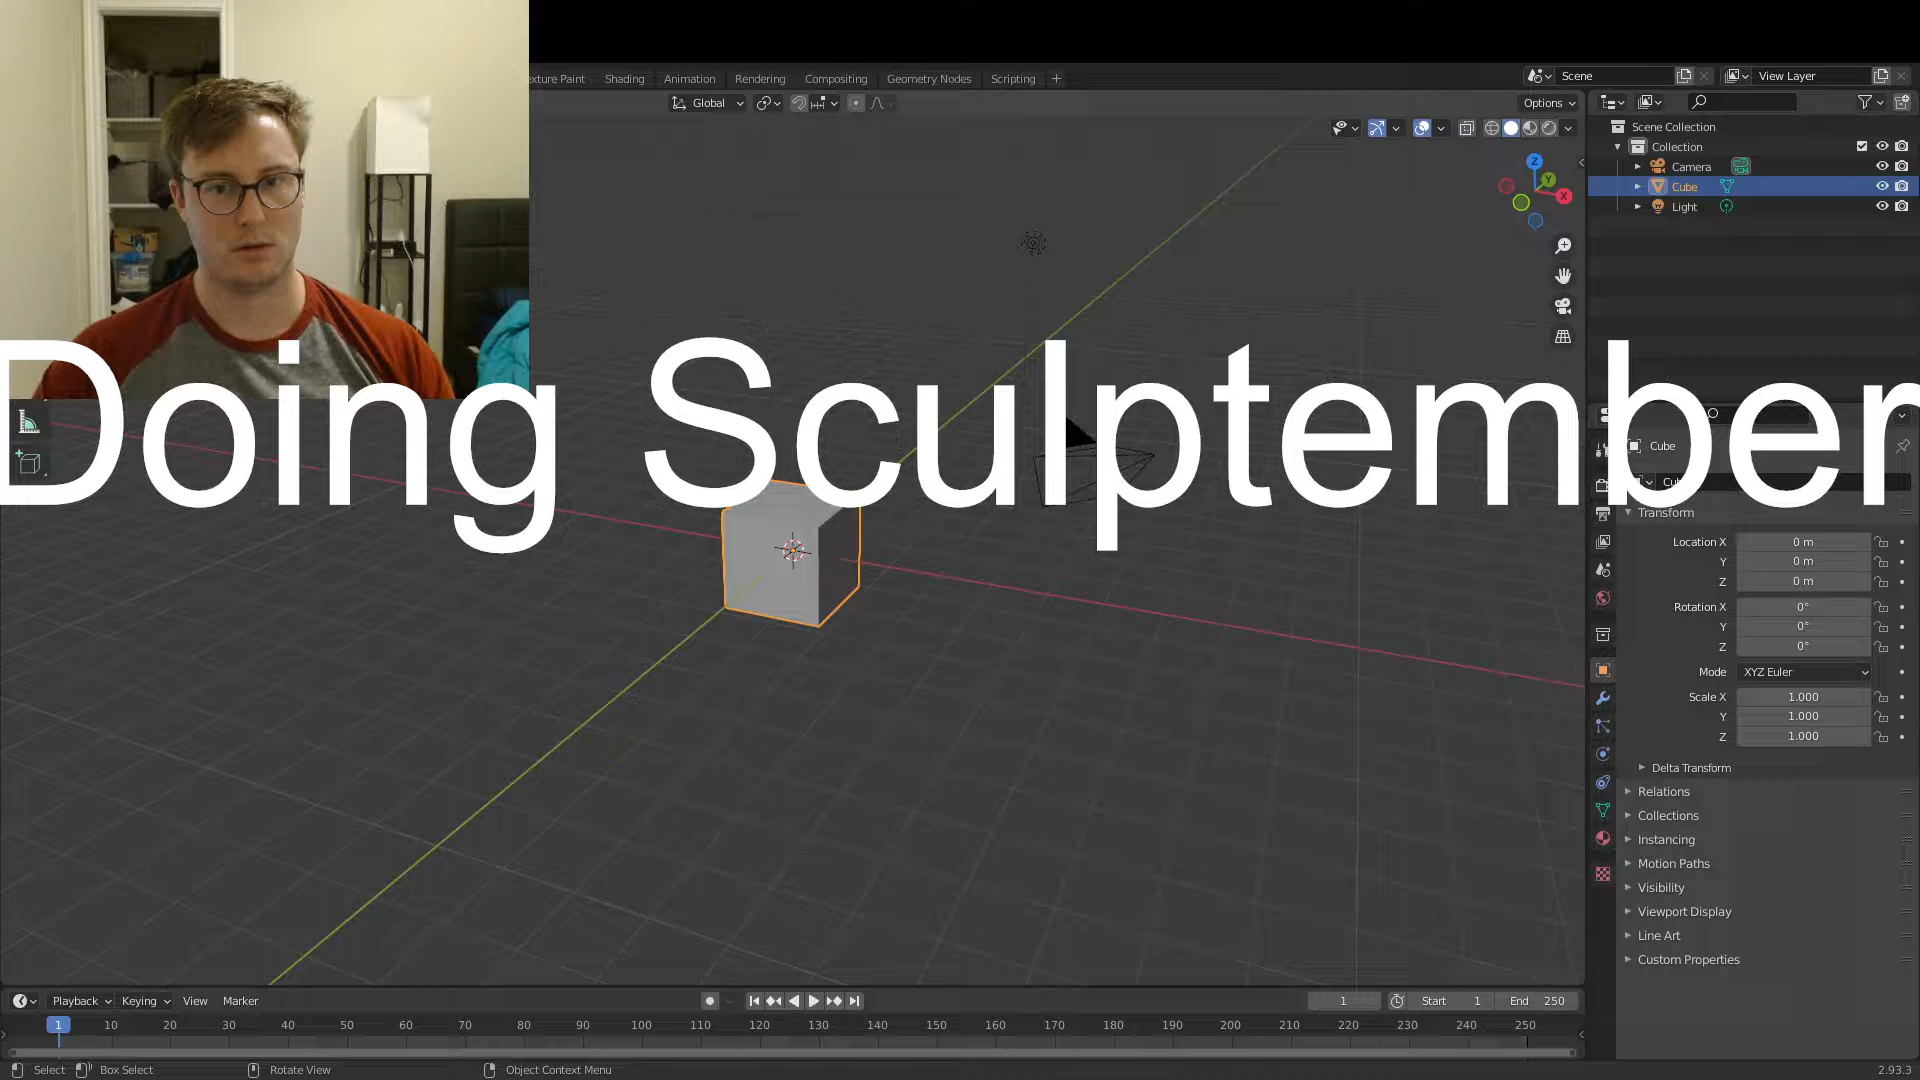 exture Paint Shading Animation Rendering Compositing Geometry Nodes Scripting +
Scene
View Layer
Global
Options
Scene Collection
Collection
Camera
Cube
Light
Z
Y
X
Doing Sculptember
Cube
Transform
Location X 0 m
Y 0 m
Z 0 m
Rotation X 0°
Y 0°
Z 0°
Mode XYZ Euler
Scale X 1.000
Y 1.000
Z 1.000
Delta Transform
Relations
Collections
Instancing
Motion Paths
Visibility
Viewport Display
Line Art
Custom Properties
Playback Keying View Marker
1 Start 1 End 250
1 10 20 30 40 50 60 70 80 90 100 110 120 130 140 150 160 170 180 190 200 210 220 230 240 250
Select Box Select Rotate View Object Context Menu 2.93.3